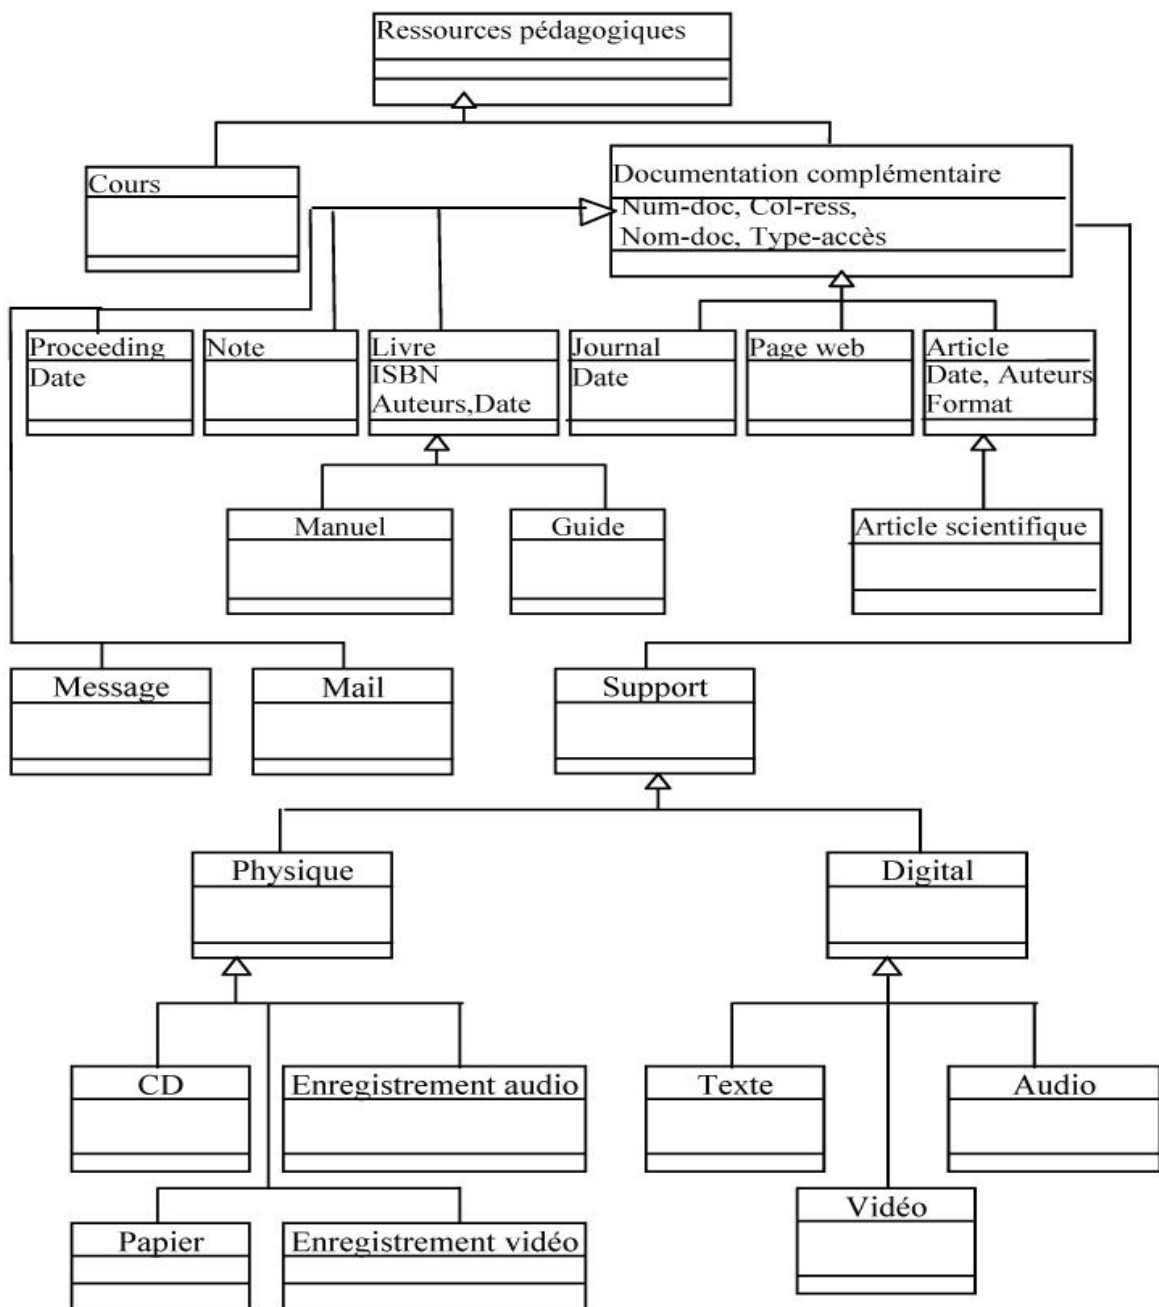 Ressources pédagogiques
Cours
Documentation complémentaire
Num-doc, Col-ress,
Nom-doc, Type-accès
Proceeding
Date
Note
Livre
ISBN
Auteurs,Date
Journal
Date
Page web
Article
Date, Auteurs
Format
Manuel
Guide
Article scientifique
Message
Mail
Support
Physique
Digital
CD
Enregistrement audio
Texte
Audio
Papier
Enregistrement vidéo
Vidéo